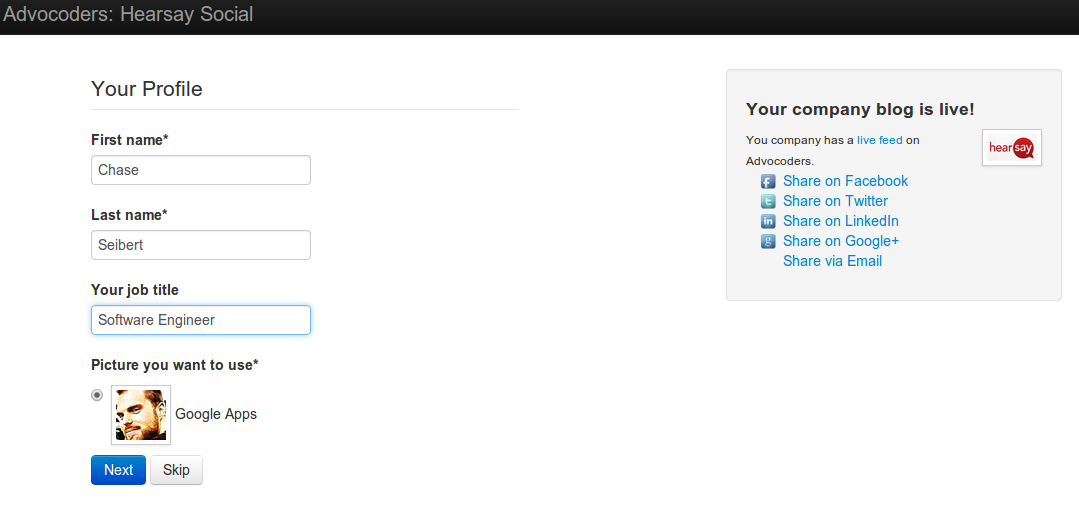 Advocoders: Hearsay Social
Your Profile
First name*
Chase
Last name*
Seibert
Your job title
Software Engineer
Picture you want to use*
Google Apps
Next Skip
Your company blog is live!
You company has a live feed on
Advocoders.
hearsay
f Share on Facebook
t Share on Twitter
in Share on LinkedIn
g Share on Google+
Share via Email